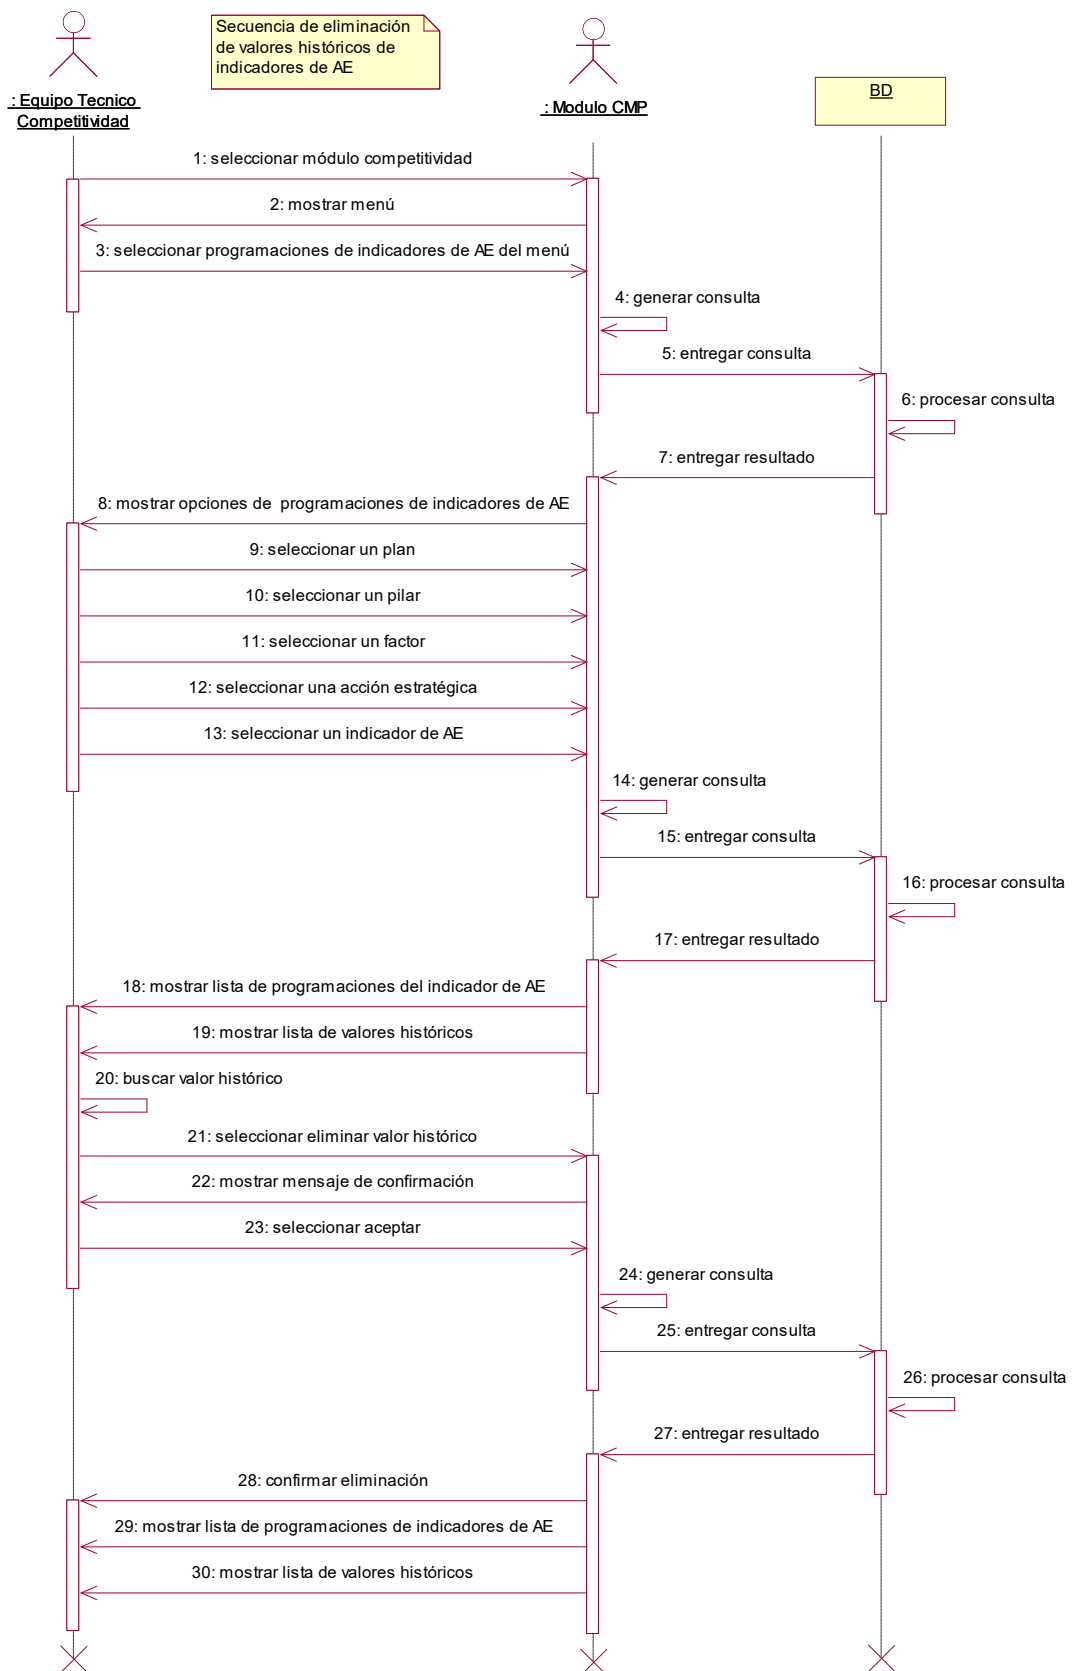 Secuencia de eliminación
de valores históricos de
indicadores de AE
: Equipo Tecnico
Competitividad
: Modulo CMP
BD
1: seleccionar módulo competitividad
2: mostrar menú
3: seleccionar programaciones de indicadores de AE del menú
4: generar consulta
5: entregar consulta
6: procesar consulta
7: entregar resultado
8: mostrar opciones de  programaciones de indicadores de AE
9: seleccionar un plan
10: seleccionar un pilar
11: seleccionar un factor
12: seleccionar una acción estratégica
13: seleccionar un indicador de AE
14: generar consulta
15: entregar consulta
16: procesar consulta
17: entregar resultado
18: mostrar lista de programaciones del indicador de AE
19: mostrar lista de valores históricos
20: buscar valor histórico
21: seleccionar eliminar valor histórico
22: mostrar mensaje de confirmación
23: seleccionar aceptar
24: generar consulta
25: entregar consulta
26: procesar consulta
27: entregar resultado
28: confirmar eliminación
29: mostrar lista de programaciones de indicadores de AE
30: mostrar lista de valores históricos